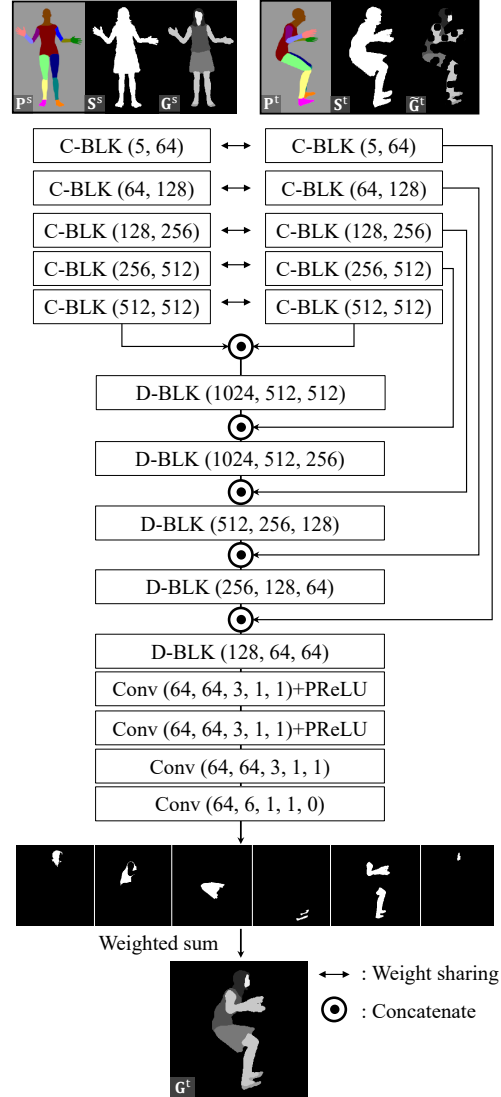 P^s S^s G^s P^t S^t G̃^t
C-BLK (5, 64) C-BLK (5, 64)
C-BLK (64, 128) C-BLK (64, 128)
C-BLK (128, 256) C-BLK (128, 256)
C-BLK (256, 512) C-BLK (256, 512)
C-BLK (512, 512) C-BLK (512, 512)
D-BLK (1024, 512, 512)
D-BLK (1024, 512, 256)
D-BLK (512, 256, 128)
D-BLK (256, 128, 64)
D-BLK (128, 64, 64)
Conv (64, 64, 3, 1, 1)+PReLU
Conv (64, 64, 3, 1, 1)+PReLU
Conv (64, 64, 3, 1, 1)
Conv (64, 6, 1, 1, 0)
Weighted sum
: Weight sharing
: Concatenate
G^t